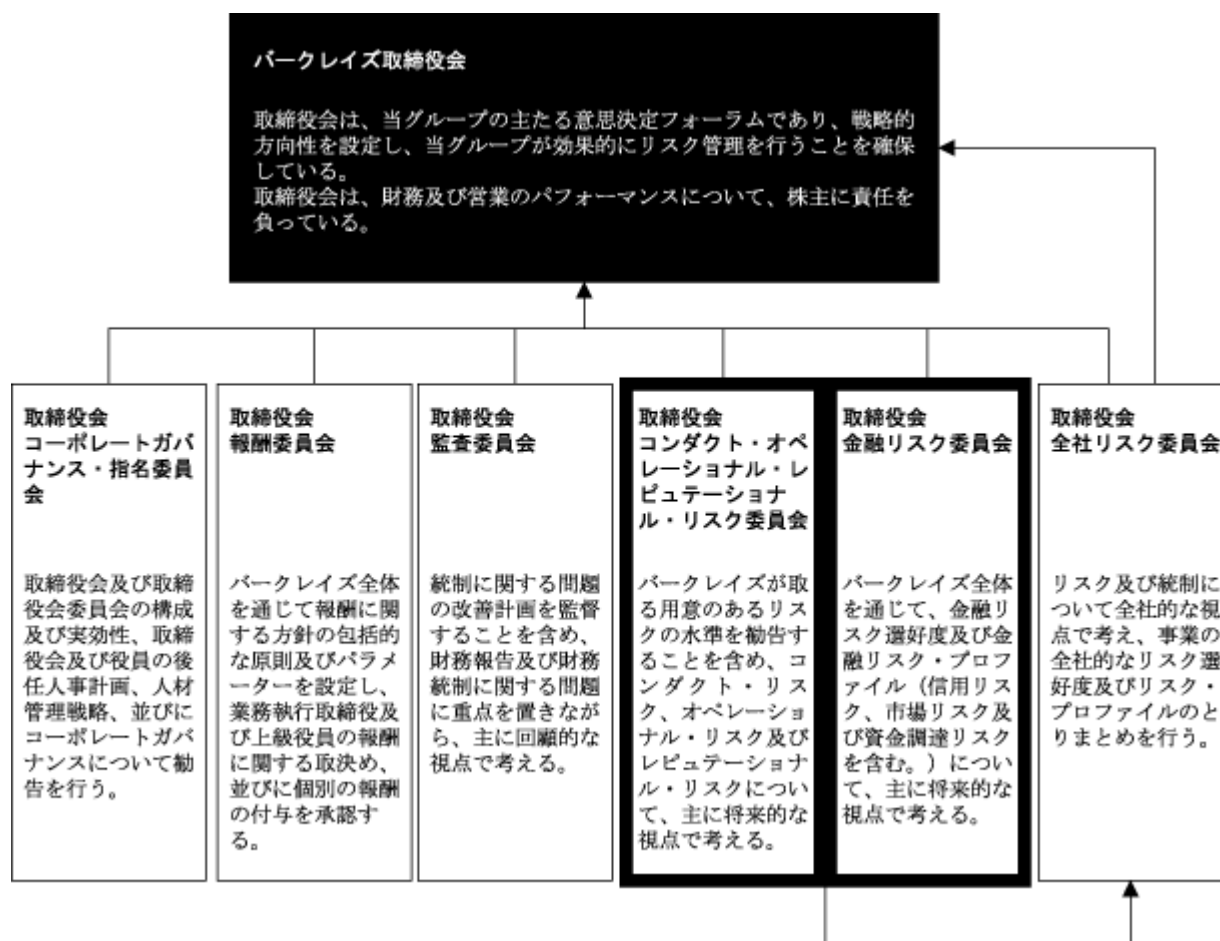 バークレイズ取締役会
取締役会は、当グループの主たる意思決定フォーラムであり、戦略的
方向性を設定し、当グループが効果的にリスク管理を行うことを確保
している。
取締役会は、財務及び営業のパフォーマンスについて、株主に責任を
負っている。
取締役会
コーポレートガバ
ナンス・指名委員
会
取締役会及び取締
役会委員会の構成
及び実効性、取締
役会及び役員の後
任人事計画、人材
管理戦略、並びに
コーポレートガバ
ナンスについて勧
告を行う。
取締役会
報酬委員会
バークレイズ全体
を通じて報酬に関
する方針の包括的
な原則及びパラメ
ーターを設定し、
業務執行取締役及
び上級役員の報酬
に関する取決め、
並びに個別の報酬
の付与を承認す
る。
取締役会
監査委員会
統制に関する問題
の改善計画を監督
することを含め、
財務報告及び財務
統制に関する問題
に重点を置きなが
ら、主に回顧的な
視点で考える。
取締役会
コンダクト・オペ
レーショナル・レ
ピュテーショナ
ル・リスク委員会
バークレイズが取
る用意のあるリス
クの水準を勧告す
ることを含め、コ
ンダクト・リス
ク、オペレーショ
ナル・リスク及び
レピュテーショナ
ル・リスクについ
て、主に将来的な
視点で考える。
取締役会
金融リスク委員会
バークレイズ全体
を通じて、金融リ
スク選好度及び金
融リスク・プロフ
ァイル（信用リス
ク、市場リスク及
び資金調達リスク
を含む。）につい
て、主に将来的な
視点で考える。
取締役会
全社リスク委員会
リスク及び統制に
ついて全社的な視
点で考え、事業の
全社的なリスク選
好度及びリスク・
プロファイルのと
りまとめを行う。